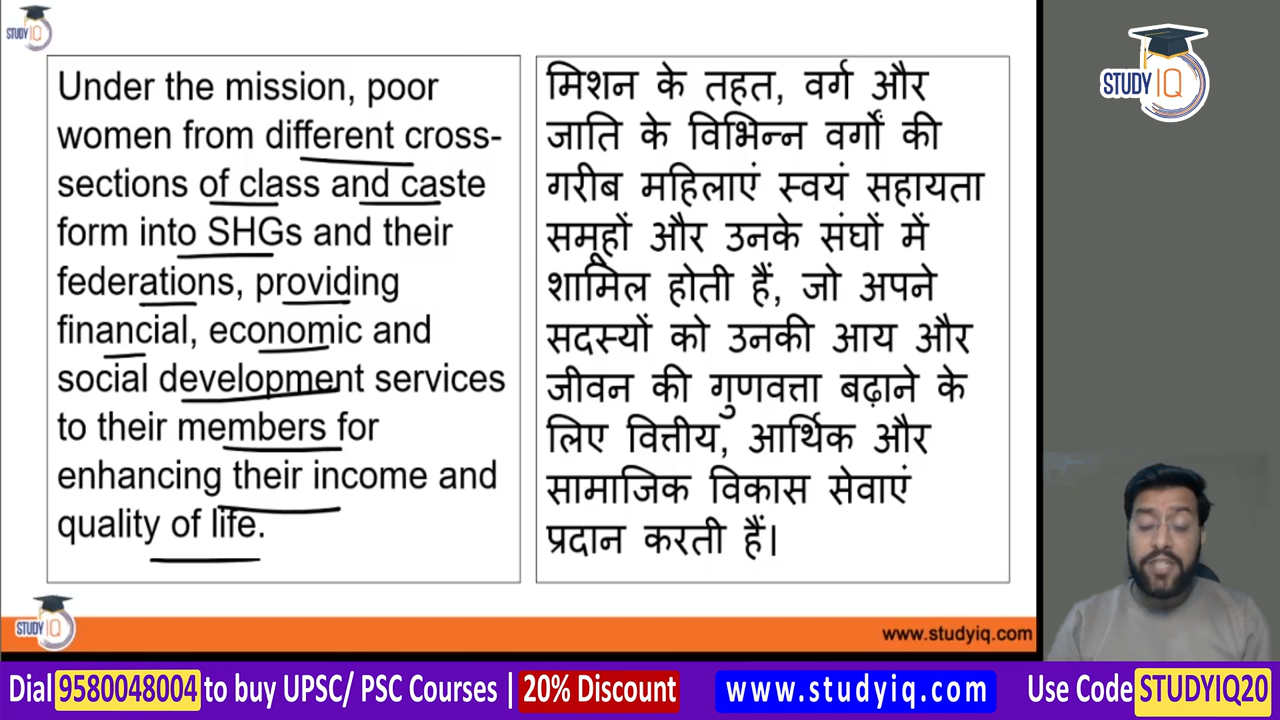 STUDY IQ
Under the mission, poor
women from different cross-
sections of class and caste
form into SHGs and their
federations, providing
financial, economic and
social development services
to their members for
enhancing their income and
quality of life.
मिशन के तहत, वर्ग और
जाति के विभिन्न वर्गों की
गरीब महिलाएं स्वयं सहायता
समूहों और उनके संघों में
शामिल होती हैं, जो अपने
सदस्यों को उनकी आय और
जीवन की गुणवत्ता बढ़ाने के
लिए वित्तीय, आर्थिक और
सामाजिक विकास सेवाएं
प्रदान करती हैं।
STUDY IQ
STUDY IQ
www.studyiq.com
Dial 9580048004 to buy UPSC/ PSC Courses | 20% Discount www.studyiq.com Use Code STUDYIQ20